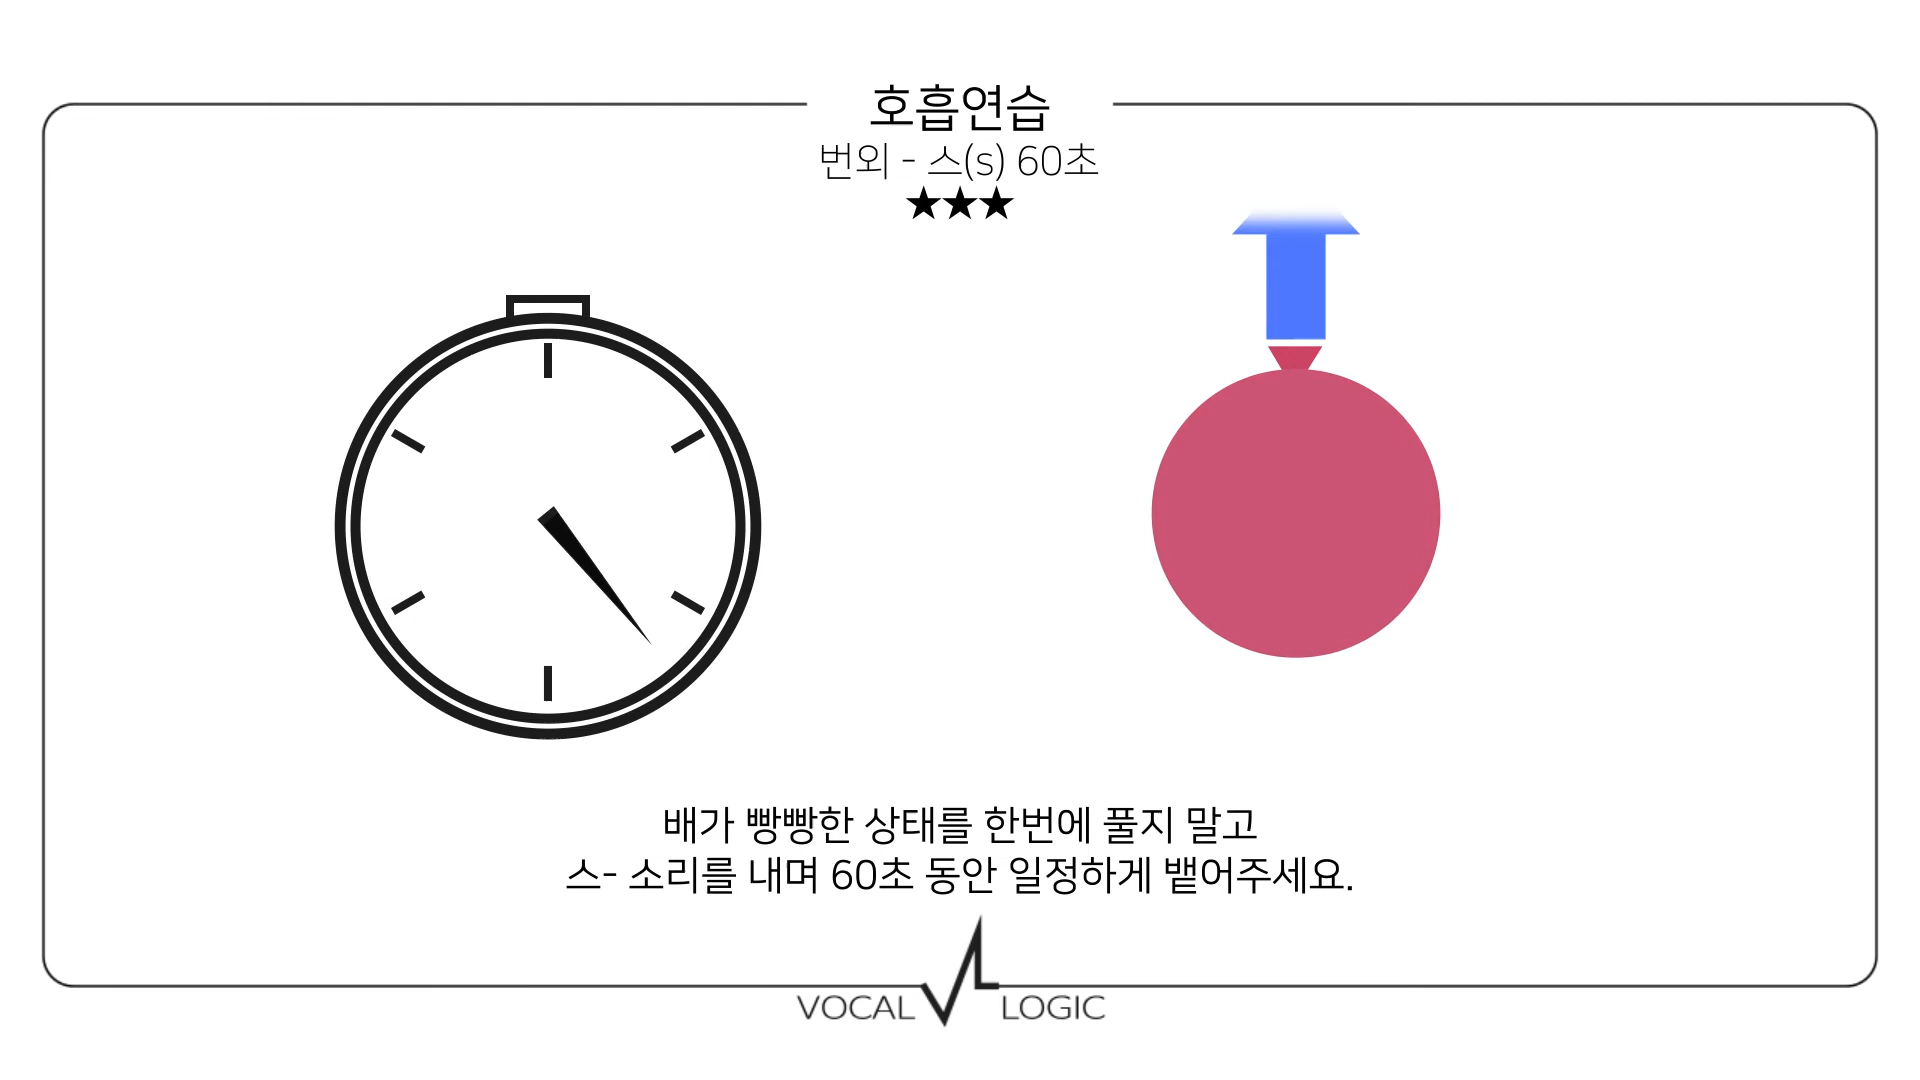 호흡연습
번외 - 스(s) 60초
★★★
배가 빵빵한 상태를 한번에 풀지 말고
스- 소리를 내며 60초 동안 일정하게 뱉어주세요.
VOCAL LOGIC